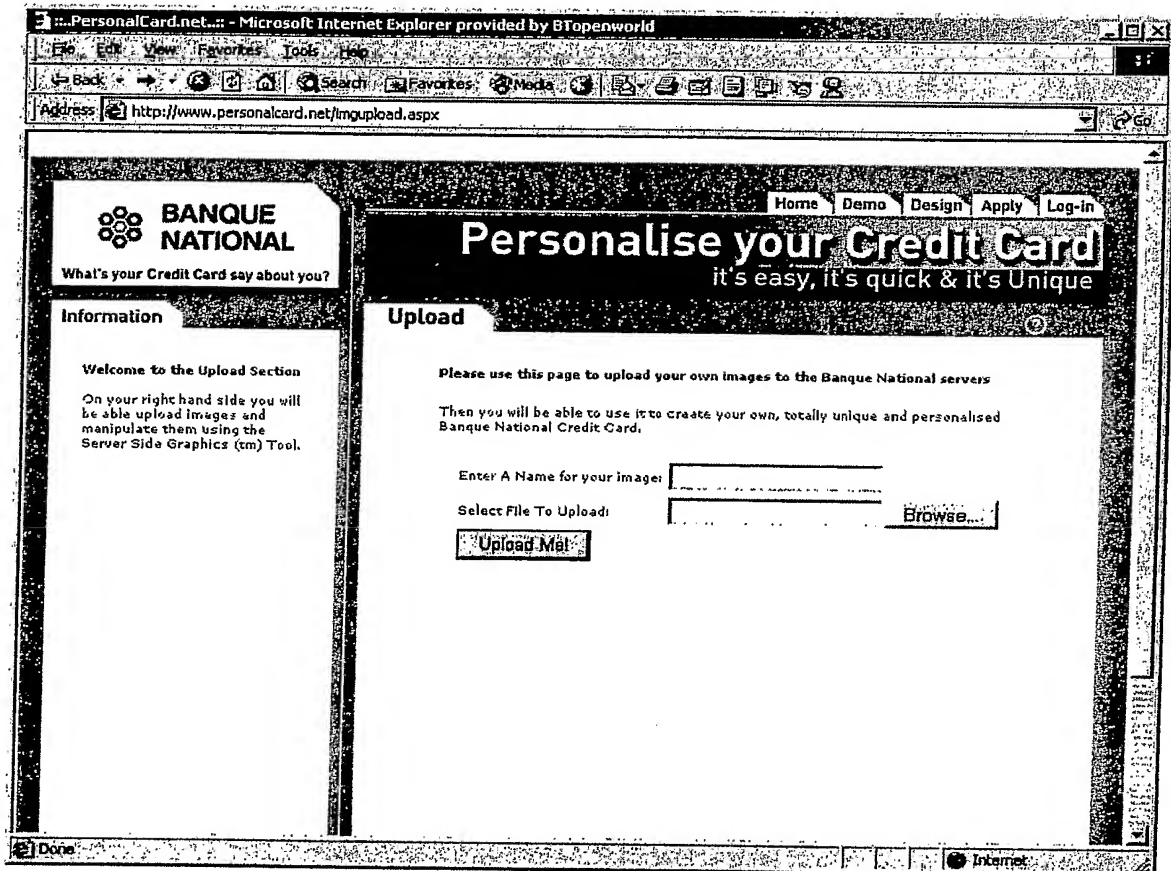 ::..PersonalCard.net..:: - Microsoft Internet Explorer provided by BTopenworld
File Edit View Favorites Tools Help
Back Search Favorites Media
Address http://www.personalcard.net/imgupload.aspx Go
Home Demo Design Apply Log-in
BANQUE
NATIONAL
What's your Credit Card say about you?
Personalise your Credit Card
it's easy, it's quick & it's Unique
Information
Welcome to the Upload Section
On your right hand side you will
be able upload images and
manipulate them using the
Server Side Graphics (tm) Tool.
Upload
?
Please use this page to upload your own images to the Banque National servers
Then you will be able to use it to create your own, totally unique and personalised
Banque National Credit Card.
Enter A Name for your image:
Select File To Upload: Browse...
Upload Me!
Done Internet